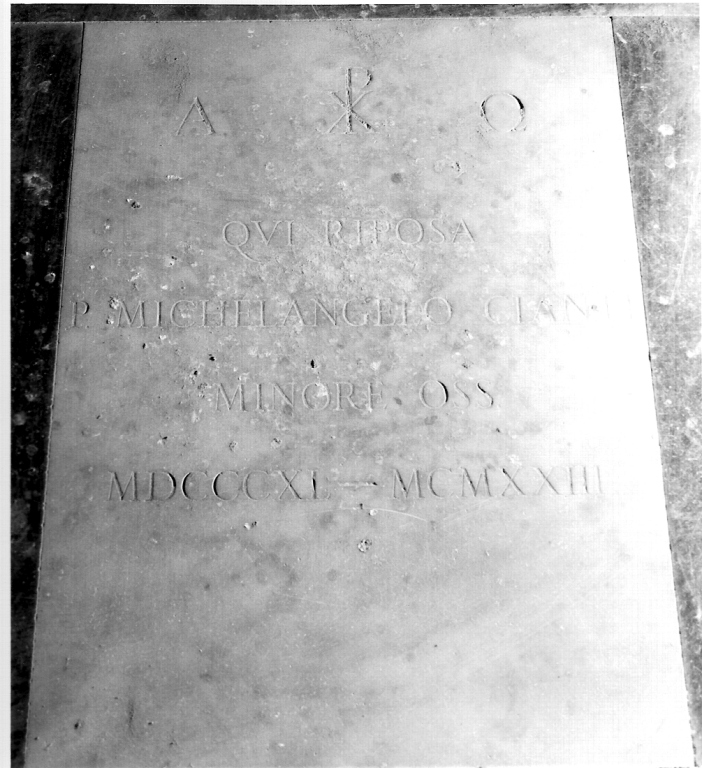 Α ☧ Ω
QVI RIPOSA
P. MICHELANGELO
MINORE OSS
MDCCCXL — MCMXXIII